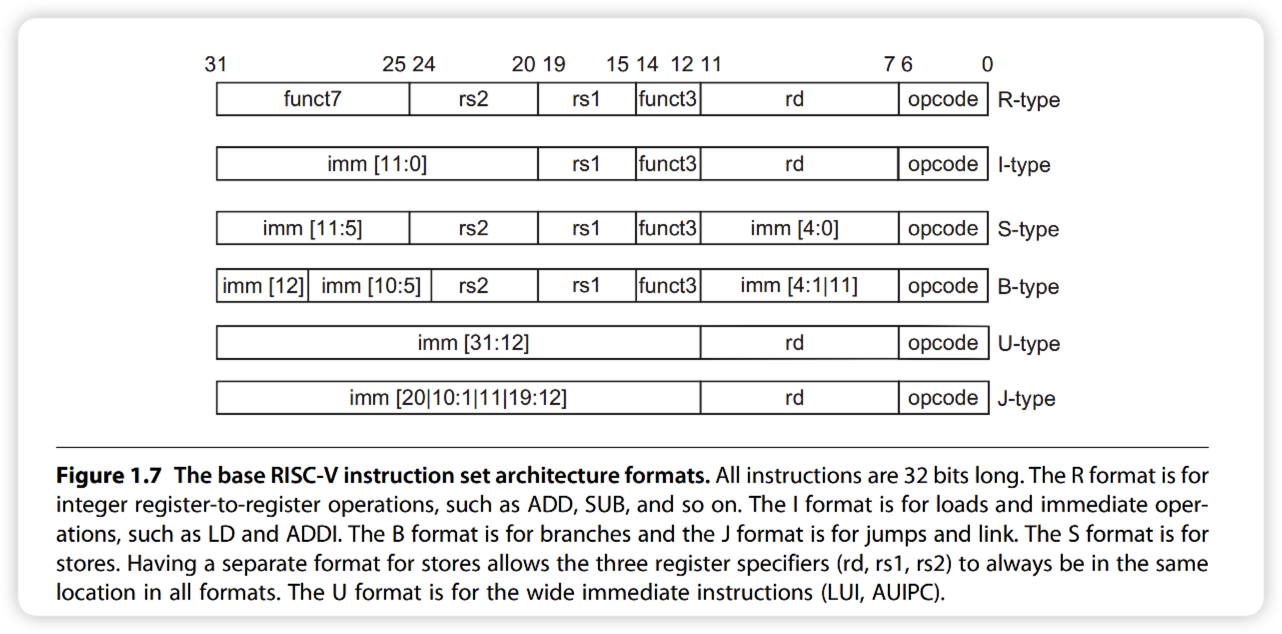 31 25 24 20 19 15 14 12 11 7 6 0
funct7 rs2 rs1 funct3 rd opcode R-type
imm [11:0] rs1 funct3 rd opcode I-type
imm [11:5] rs2 rs1 funct3 imm [4:0] opcode S-type
imm [12] imm [10:5] rs2 rs1 funct3 imm [4:1|11] opcode B-type
imm [31:12] rd opcode U-type
imm [20|10:1|11|19:12] rd opcode J-type
Figure 1.7 The base RISC-V instruction set architecture formats. All instructions are 32 bits long. The R format is for
integer register-to-register operations, such as ADD, SUB, and so on. The I format is for loads and immediate oper-
ations, such as LD and ADDI. The B format is for branches and the J format is for jumps and link. The S format is for
stores. Having a separate format for stores allows the three register specifiers (rd, rs1, rs2) to always be in the same
location in all formats. The U format is for the wide immediate instructions (LUI, AUIPC).